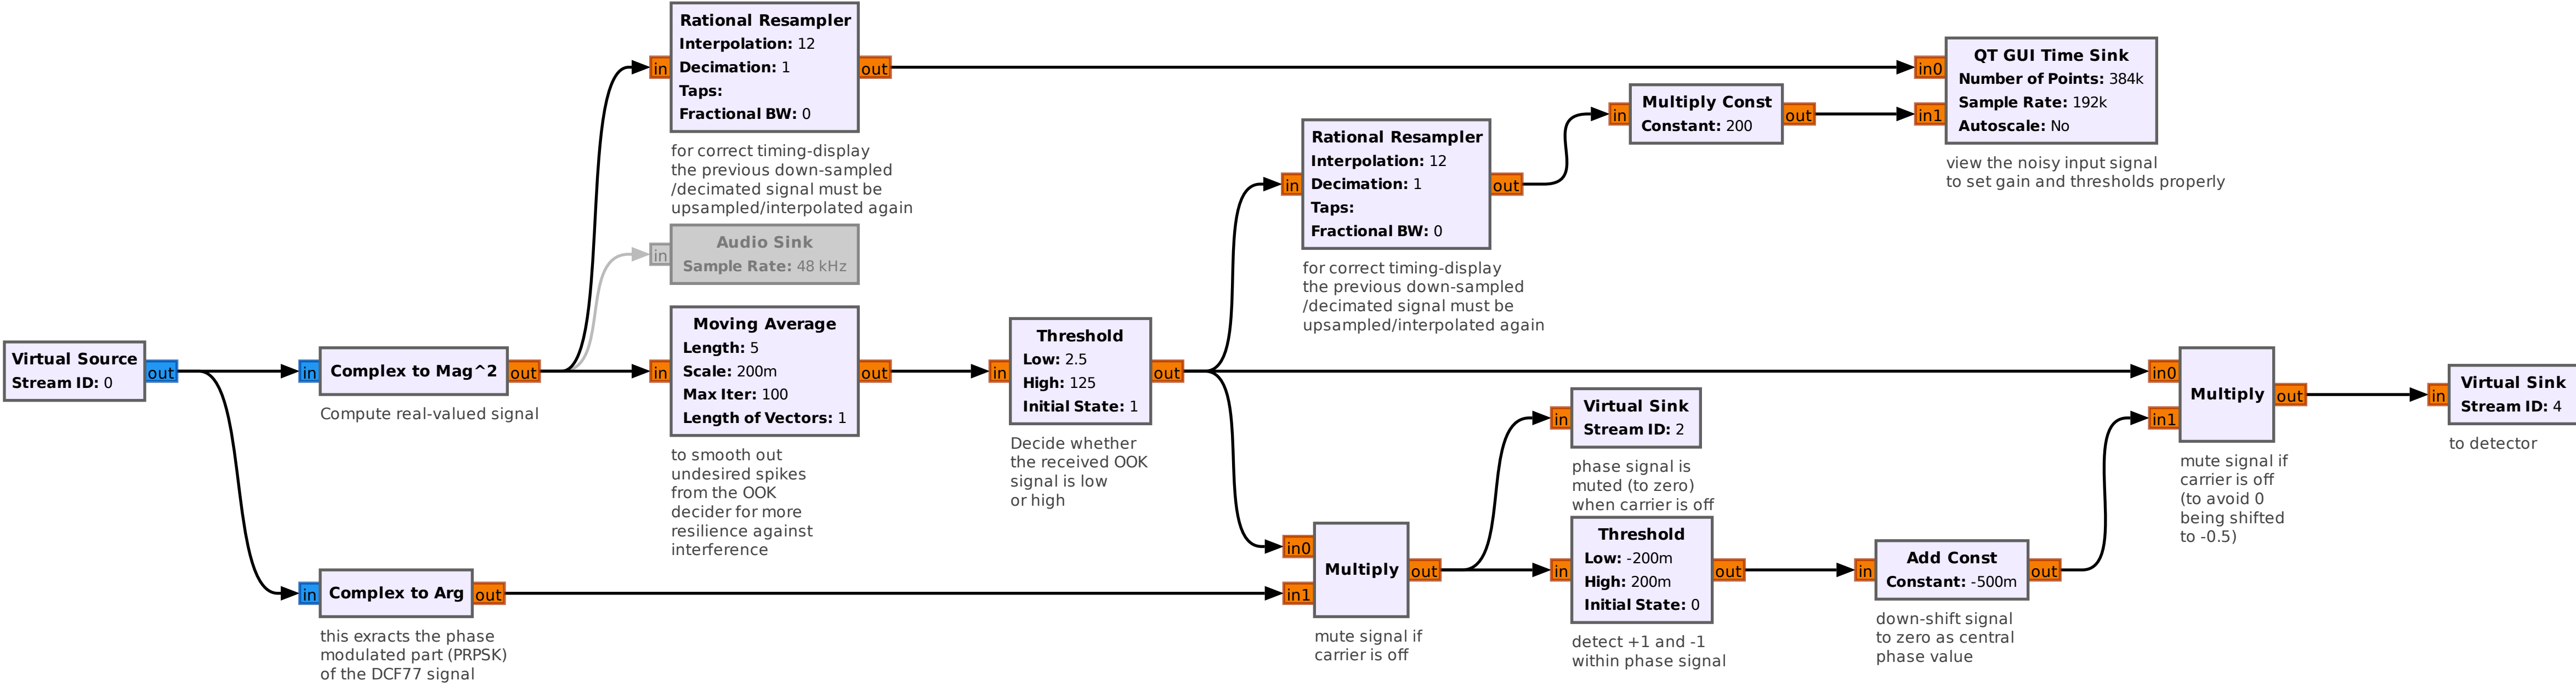 Rational Resampler
Interpolation: 12
Decimation: 1
Taps:
Fractional BW: 0
in
out
for correct timing-display
the previous down-sampled
/decimated signal must be
upsampled/interpolated again
Audio Sink
Sample Rate: 48 kHz
in
Virtual Source
Stream ID: 0
out
Complex to Mag^2
in
out
Compute real-valued signal
Moving Average
Length: 5
Scale: 200m
Max Iter: 100
Length of Vectors: 1
in
out
to smooth out
undesired spikes
from the OOK
decider for more
resilience against
interference
Complex to Arg
in
out
this exracts the phase
modulated part (PRPSK)
of the DCF77 signal
Threshold
Low: 2.5
High: 125
Initial State: 1
in
out
Decide whether
the received OOK
signal is low
or high
Rational Resampler
Interpolation: 12
Decimation: 1
Taps:
Fractional BW: 0
in
out
for correct timing-display
the previous down-sampled
/decimated signal must be
upsampled/interpolated again
Multiply Const
Constant: 200
in
out
QT GUI Time Sink
Number of Points: 384k
Sample Rate: 192k
Autoscale: No
in0
in1
view the noisy input signal
to set gain and thresholds properly
Multiply
in0
in1
out
mute signal if
carrier is off
Virtual Sink
Stream ID: 2
in
phase signal is
muted (to zero)
when carrier is off
Threshold
Low: -200m
High: 200m
Initial State: 0
in
out
detect +1 and -1
within phase signal
Add Const
Constant: -500m
in
out
down-shift signal
to zero as central
phase value
Multiply
in0
in1
out
mute signal if
carrier is off
(to avoid 0
being shifted
to -0.5)
Virtual Sink
Stream ID: 4
in
to detector